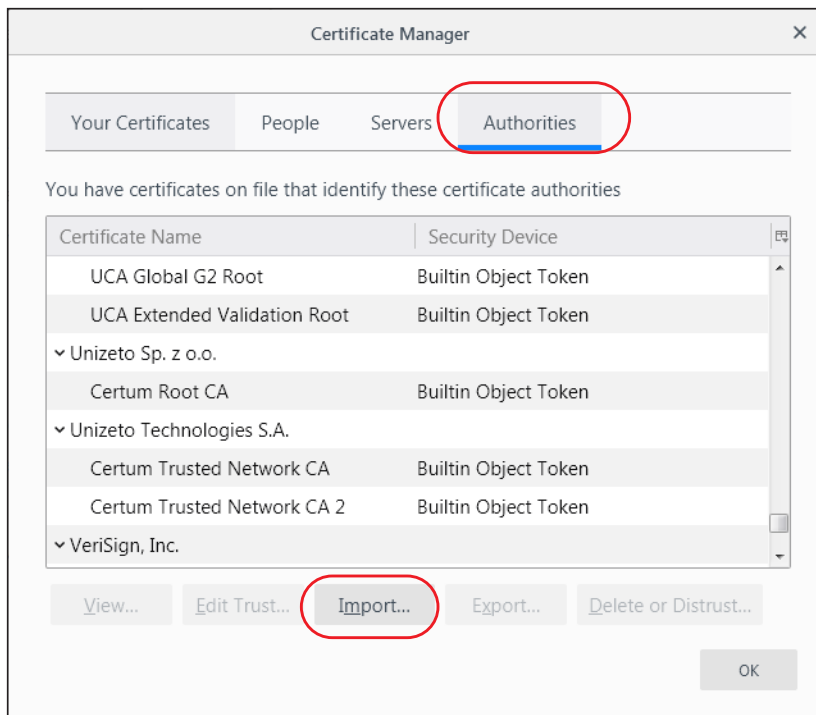 Certificate Manager
Your Certificates People Servers Authorities
You have certificates on file that identify these certificate authorities
Certificate Name Security Device
UCA Global G2 Root Builtin Object Token
UCA Extended Validation Root Builtin Object Token
Unizeto Sp. z o.o.
Certum Root CA Builtin Object Token
Unizeto Technologies S.A.
Certum Trusted Network CA Builtin Object Token
Certum Trusted Network CA 2 Builtin Object Token
VeriSign, Inc.
View... Edit Trust... Import... Export... Delete or Distrust...
OK